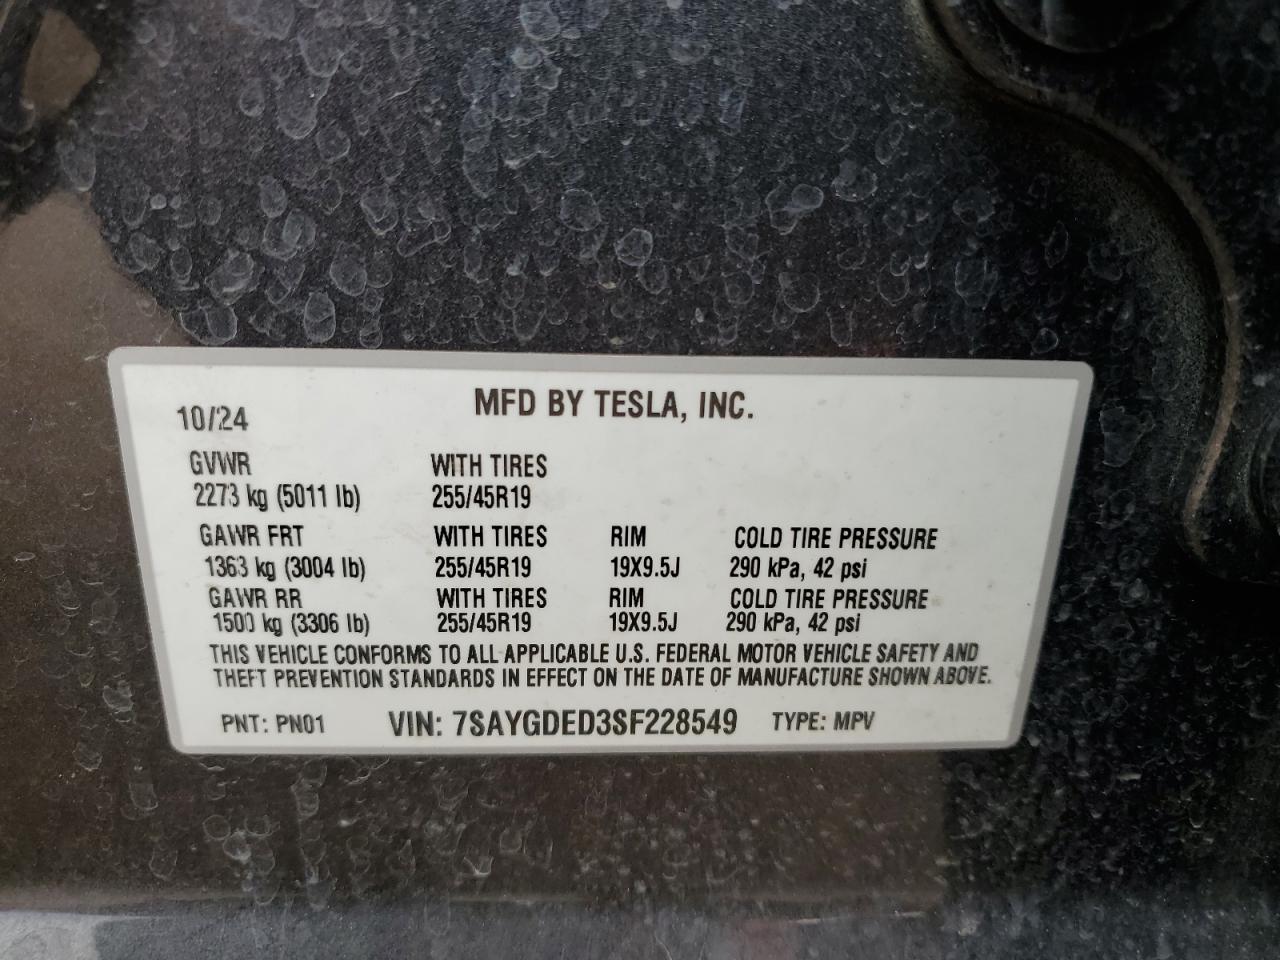 MFD BY TESLA, INC.
10/24
GVWR WITH TIRES
2273 kg (5011 lb) 255/45R19
GAWR FRT WITH TIRES RIM COLD TIRE PRESSURE
1363 kg (3004 lb) 255/45R19 19X9.5J 290 kPa, 42 psi
GAWR RR WITH TIRES RIM COLD TIRE PRESSURE
1500 kg (3306 lb) 255/45R19 19X9.5J 290 kPa, 42 psi
THIS VEHICLE CONFORMS TO ALL APPLICABLE U.S. FEDERAL MOTOR VEHICLE SAFETY AND
THEFT PREVENTION STANDARDS IN EFFECT ON THE DATE OF MANUFACTURE SHOWN ABOVE.
PNT: PN01 VIN: 7SAYGDED3SF228549 TYPE: MPV